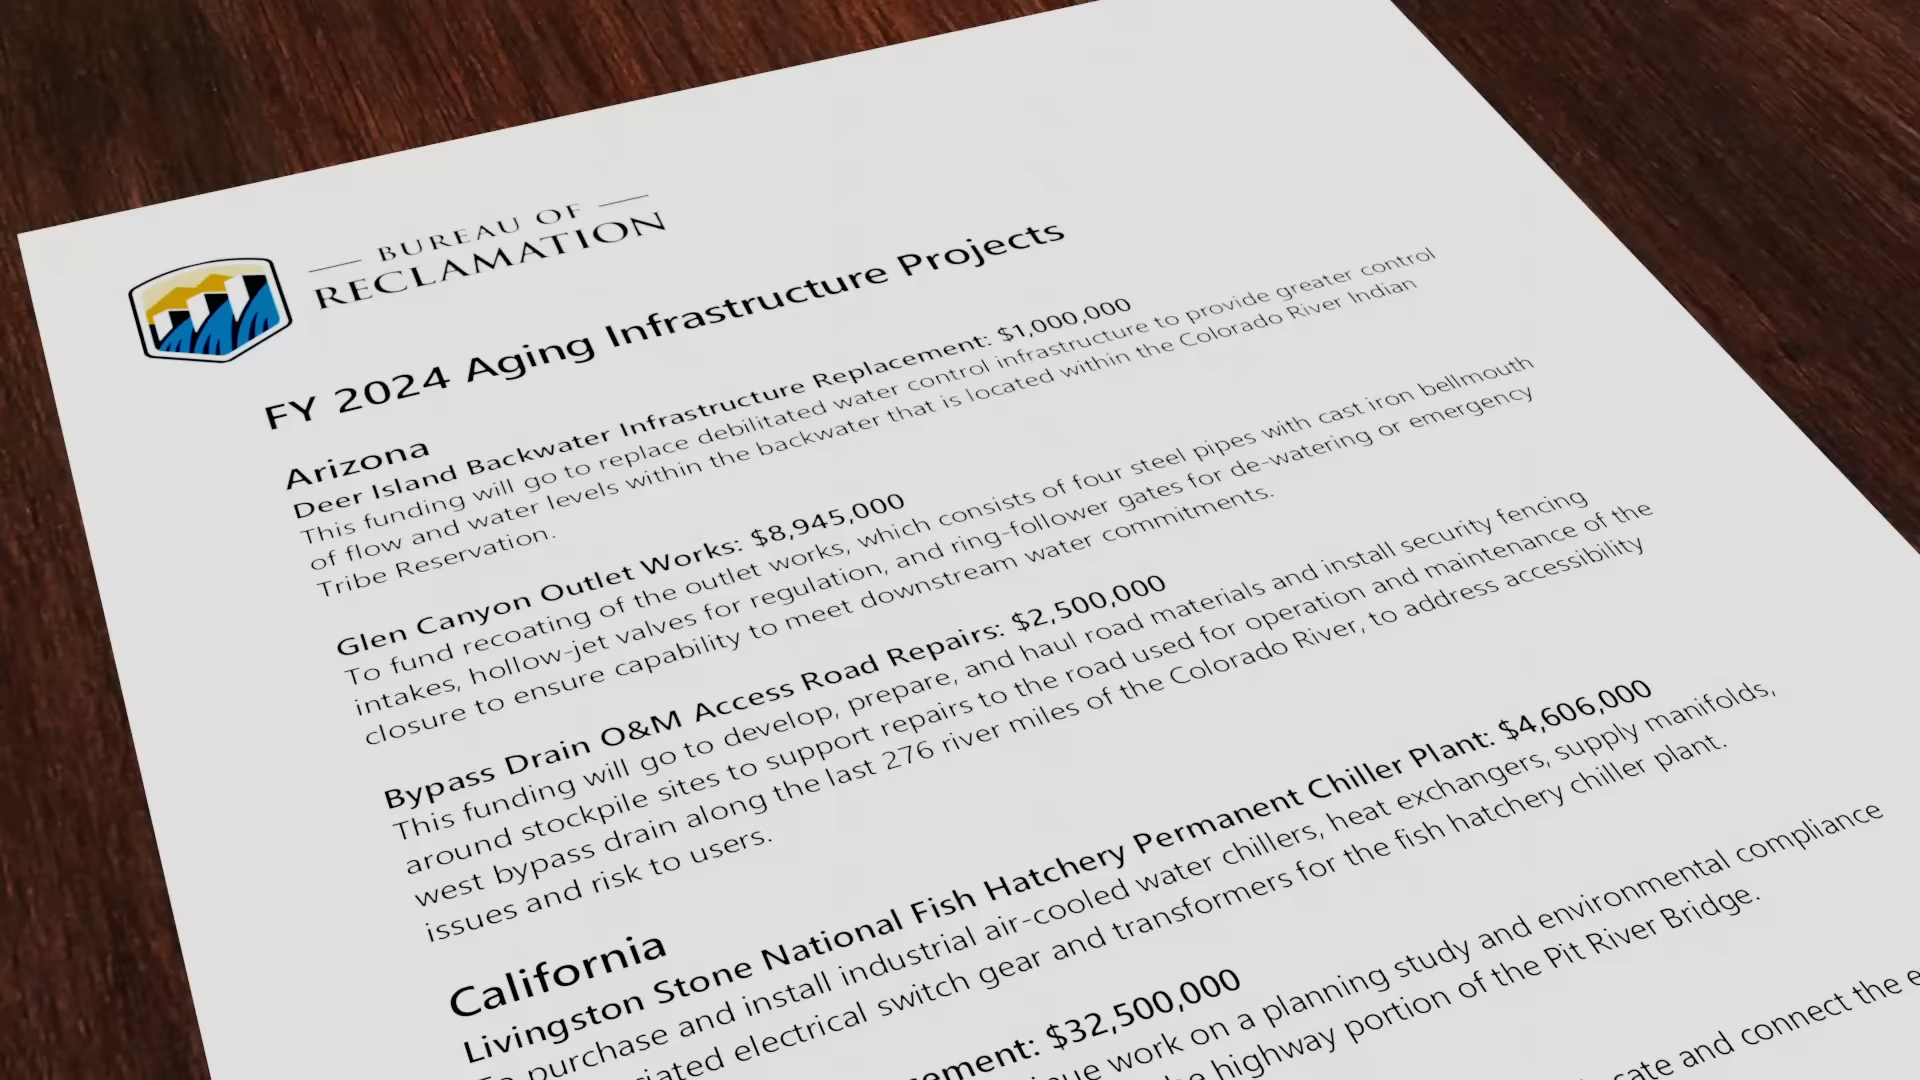 BUREAU OF
RECLAMATION
FY 2024 Aging Infrastructure Projects
Arizona
Deer Island Backwater Infrastructure Replacement: $1,000,000
This funding will go to replace debilitated water control infrastructure to provide greater control
of flow and water levels within the backwater that is located within the Colorado River Indian
Tribe Reservation.
Glen Canyon Outlet Works: $8,945,000
To fund recoating of the outlet works, which consists of four steel pipes with cast iron bellmouth
intakes, hollow-jet valves for regulation, and ring-follower gates for de-watering or emergency
closure to ensure capability to meet downstream water commitments.
Bypass Drain O&M Access Road Repairs: $2,500,000
This funding will go to develop, prepare, and haul road materials and install security fencing
around stockpile sites to support repairs to the road used for operation and maintenance of the
west bypass drain along the last 276 river miles of the Colorado River, to address accessibility
issues and risk to users.
California
Livingston Stone National Fish Hatchery Permanent Chiller Plant: $4,606,000
To purchase and install industrial air-cooled water chillers, heat exchangers, supply manifolds,
electrical switch gear and transformers for the fish hatchery chiller plant.
$32,500,000
work on a planning study and environmental compliance
highway portion of the Pit River Bridge.
and connect the